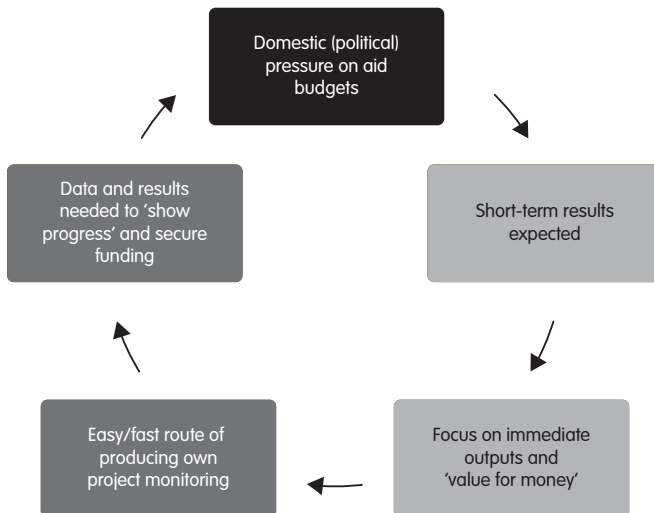 Domestic (political)
pressure on aid
budgets
Short-term results
expected
Focus on immediate
outputs and
‘value for money’
Easy/fast route of
producing own
project monitoring
Data and results
needed to ‘show
progress’ and secure
funding